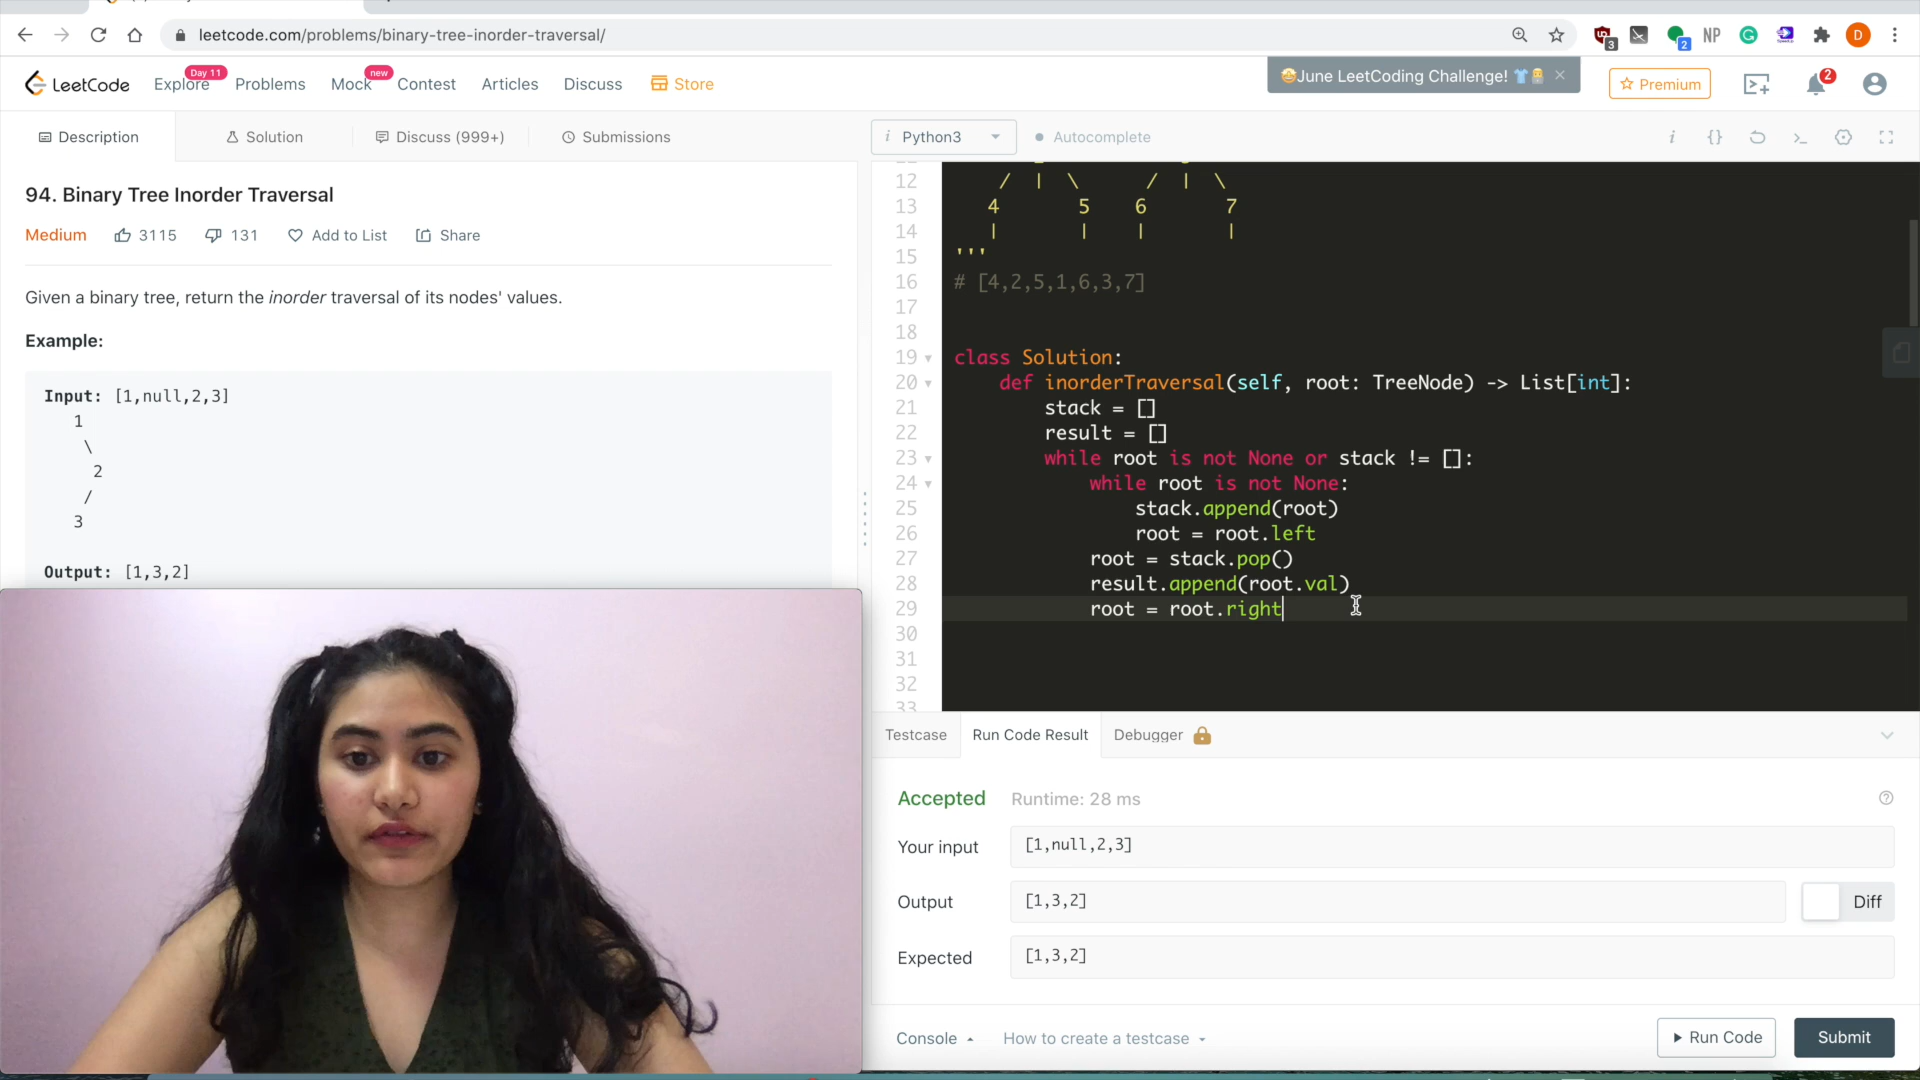 leetcode.com/problems/binary-tree-inorder-traversal/
3
2
NP
D
LeetCode
Explore
Day 11
Problems
Mock
new
Contest
Articles
Discuss
Store
🤩June LeetCoding Challenge!
Premium
2
Description
Solution
Discuss (999+)
Submissions
i Python3
Autocomplete
94. Binary Tree Inorder Traversal
Medium 3115 131 Add to List Share
Given a binary tree, return the inorder traversal of its nodes' values.
Example:
Input: [1,null,2,3]
1
\
2
/
3
Output: [1,3,2]
12 / | \ / | \
13 4 5 6 7
14 | | | |
15 '''
16 # [4,2,5,1,6,3,7]
17
18
19 class Solution:
20 def inorderTraversal(self, root: TreeNode) -> List[int]:
21 stack = []
22 result = []
23 while root is not None or stack != []:
24 while root is not None:
25 stack.append(root)
26 root = root.left
27 root = stack.pop()
28 result.append(root.val)
29 root = root.right
30
31
32
33
Testcase
Run Code Result
Debugger
Accepted Runtime: 28 ms
Your input [1,null,2,3]
Output [1,3,2] Diff
Expected [1,3,2]
Console How to create a testcase Run Code Submit